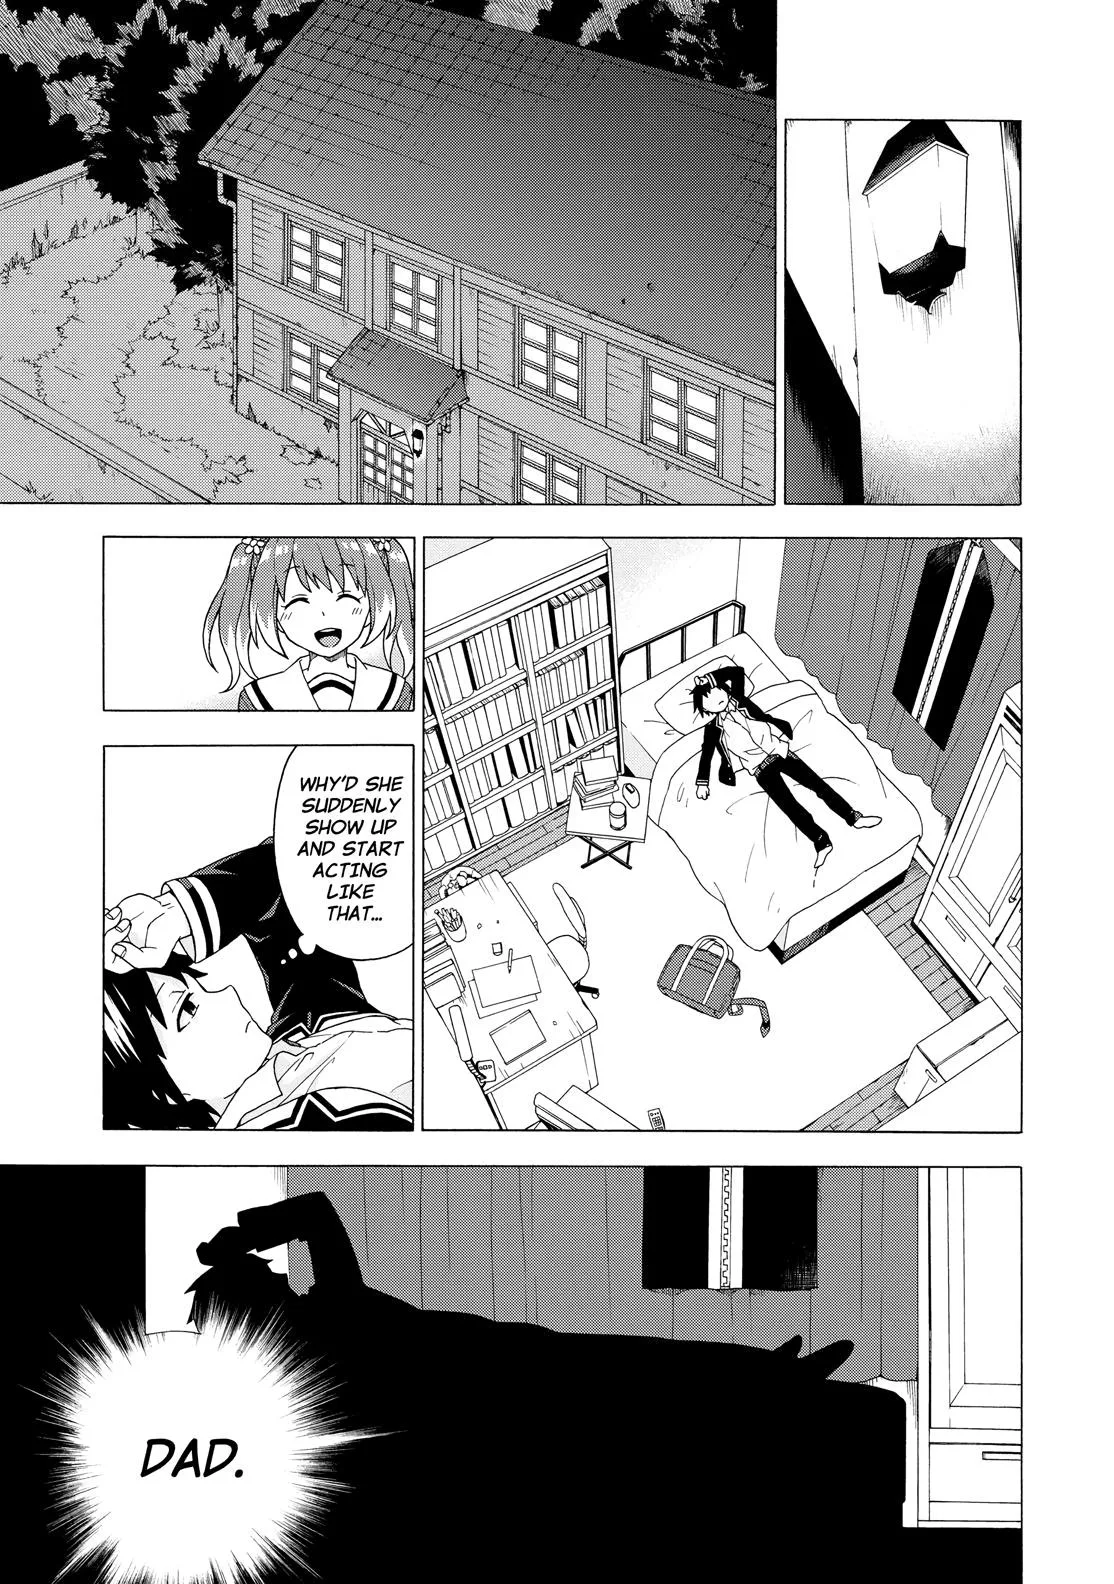 WHY'D SHE
SUDDENLY
SHOW UP
AND START
ACTING
LIKE
THAT...
DAD.